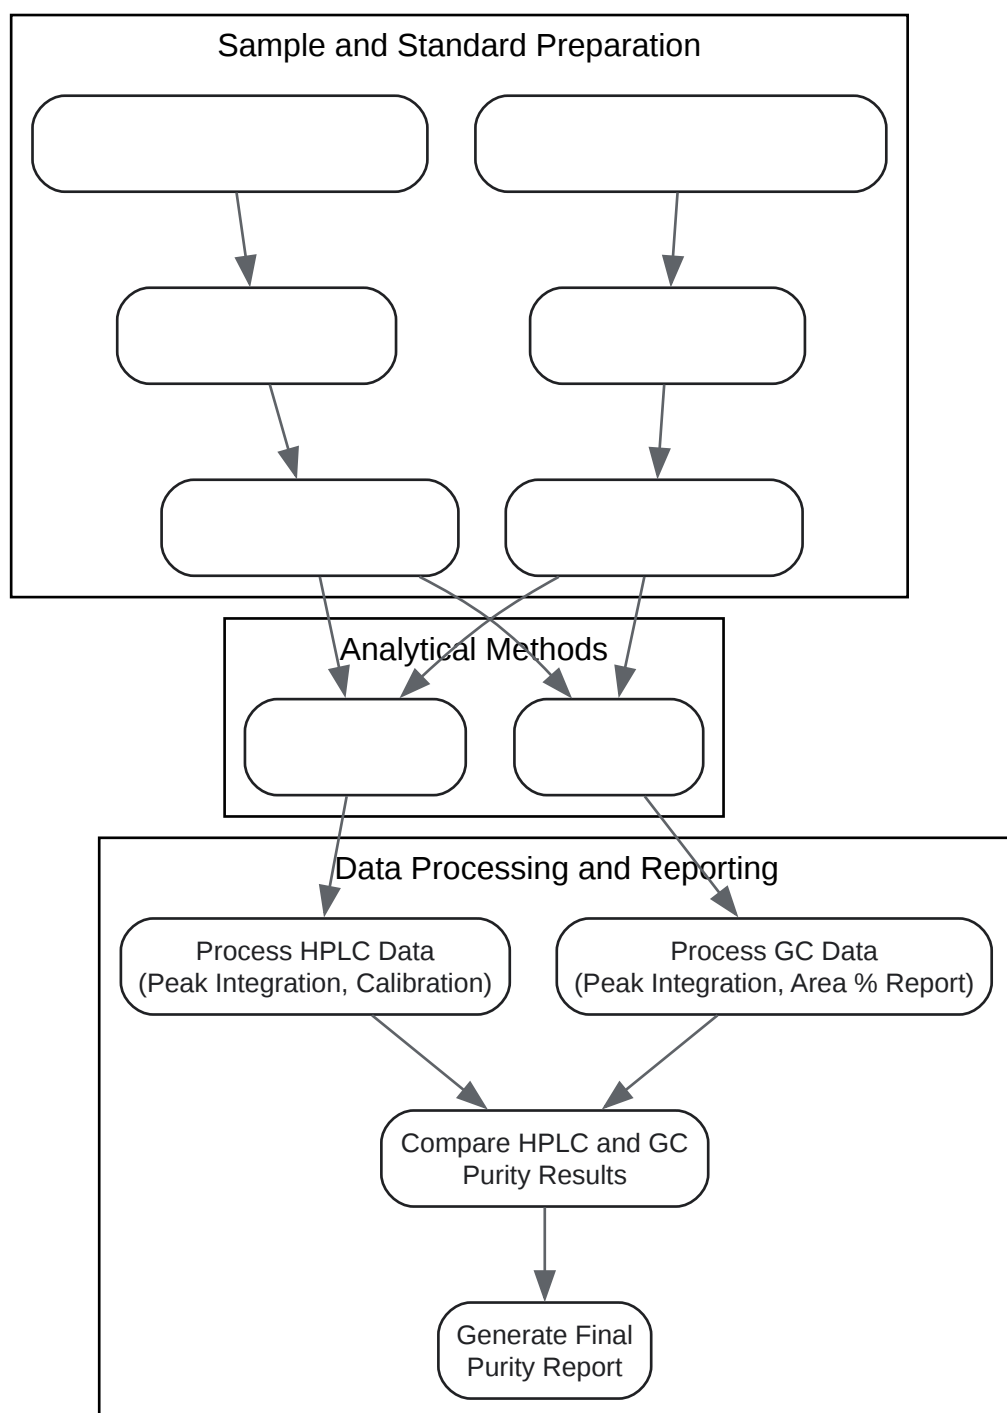 Sample and Standard Preparation
Analytical Methods
Data Processing and Reporting
Process HPLC Data
(Peak Integration, Calibration)
Process GC Data
(Peak Integration, Area % Report)
Compare HPLC and GC
Purity Results
Generate Final
Purity Report